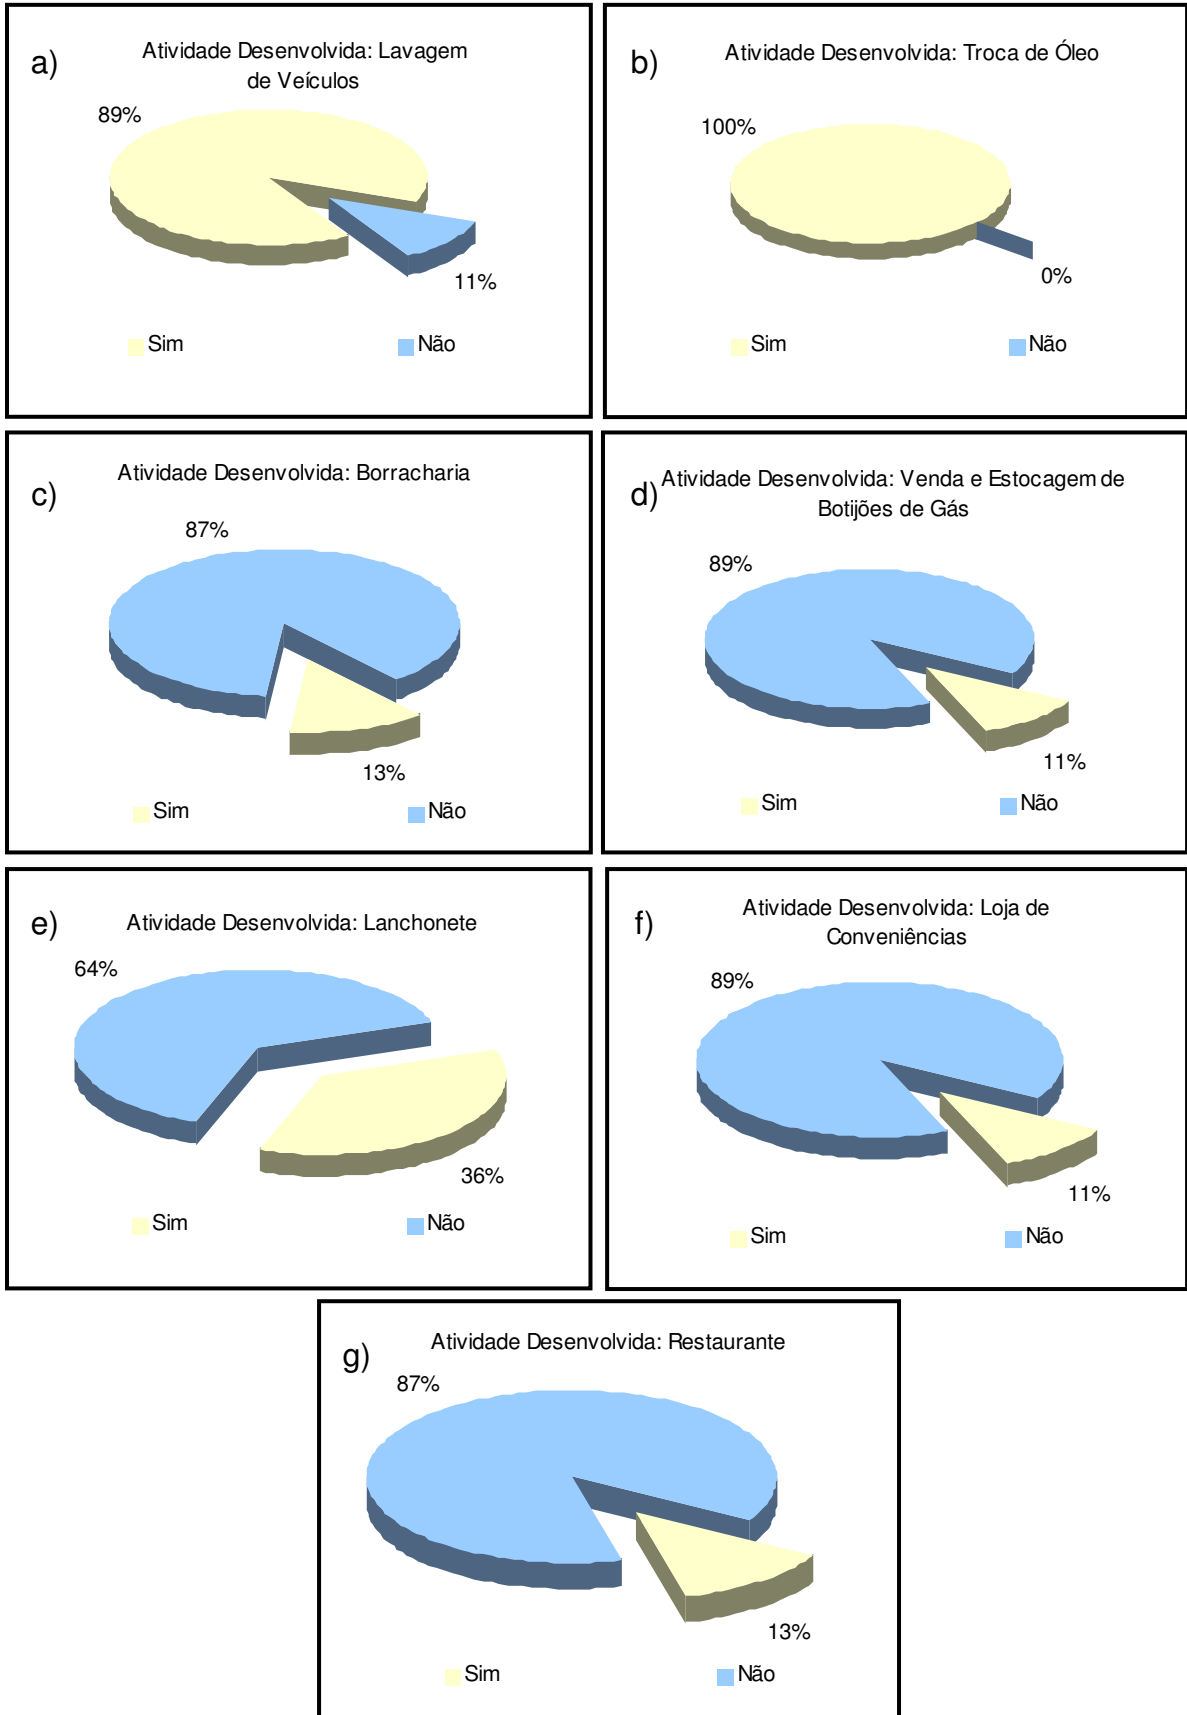 a)
Atividade Desenvolvida: Lavagem
de Veículos
89%
11%
Sim
Não
b)
Atividade Desenvolvida: Troca de Óleo
100%
0%
Sim
Não
c)
Atividade Desenvolvida: Borracharia
87%
13%
Sim
Não
d)
Atividade Desenvolvida: Venda e Estocagem de
Botijões de Gás
89%
11%
Sim
Não
e)
Atividade Desenvolvida: Lanchonete
64%
36%
Sim
Não
f)
Atividade Desenvolvida: Loja de
Conveniências
89%
11%
Sim
Não
g)
Atividade Desenvolvida: Restaurante
87%
13%
Sim
Não